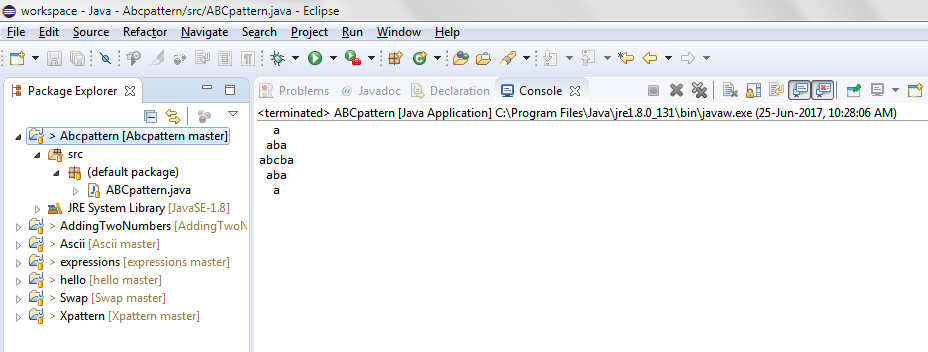 workspace - Java - Abcpattern/src/ABCpattern.java - Eclipse
File Edit Source Refactor Navigate Search Project Run Window Help
Package Explorer
Problems @ Javadoc Declaration Console
<terminated> ABCpattern [Java Application] C:\Program Files\Java\jre1.8.0_131\bin\javaw.exe (25-Jun-2017, 10:28:06 AM)
> Abcpattern [Abcpattern master]
src
(default package)
ABCpattern.java
JRE System Library [JavaSE-1.8]
> AddingTwoNumbers [AddingTwoN
> Ascii [Ascii master]
> expressions [expressions master]
> hello [hello master]
> Swap [Swap master]
> Xpattern [Xpattern master]
a
aba
abcba
aba
a